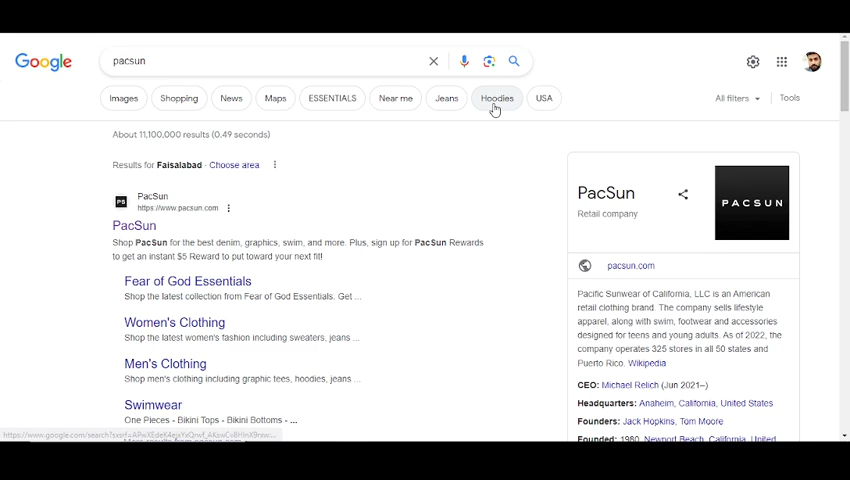 Google
pacsun
Images
Shopping
News
Maps
ESSENTIALS
Near me
Jeans
Hoodies
USA
All filters
Tools
About 11,100,000 results (0.49 seconds)
Results for Faisalabad · Choose area
PS
PacSun
https://www.pacsun.com
PacSun
Shop PacSun for the best denim, graphics, swim, and more. Plus, sign up for PacSun Rewards
to get an instant $5 Reward to put toward your next fit!
Fear of God Essentials
Shop the latest collection from Fear of God Essentials. Get ...
Women's Clothing
Shop the latest women's fashion including sweaters, jeans ...
Men's Clothing
Shop men's clothing including graphic tees, hoodies, jeans ...
Swimwear
One Pieces - Bikini Tops - Bikini Bottoms - ...
PacSun
Retail company
PACSUN
pacsun.com
Pacific Sunwear of California, LLC is an American
retail clothing brand. The company sells lifestyle
apparel, along with swim, footwear and accessories
designed for teens and young adults. As of 2022, the
company operates 325 stores in all 50 states and
Puerto Rico. Wikipedia
CEO: Michael Relich (Jun 2021–)
Headquarters: Anaheim, California, United States
Founders: Jack Hopkins, Tom Moore
Founded: 1980, Newport Beach, California, United